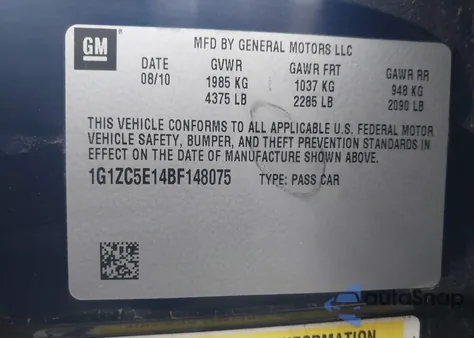 GM
MFD BY GENERAL MOTORS LLC
DATE GVWR GAWR FRT GAWR RR
08/10 1985 KG 1037 KG 948 KG
4375 LB 2285 LB 2090 LB
THIS VEHICLE CONFORMS TO ALL APPLICABLE U.S. FEDERAL MOTOR
VEHICLE SAFETY, BUMPER, AND THEFT PREVENTION STANDARDS IN
EFFECT ON THE DATE OF MANUFACTURE SHOWN ABOVE.
1G1ZC5E14BF148075 TYPE: PASS CAR
autoSnap
INFORMATION